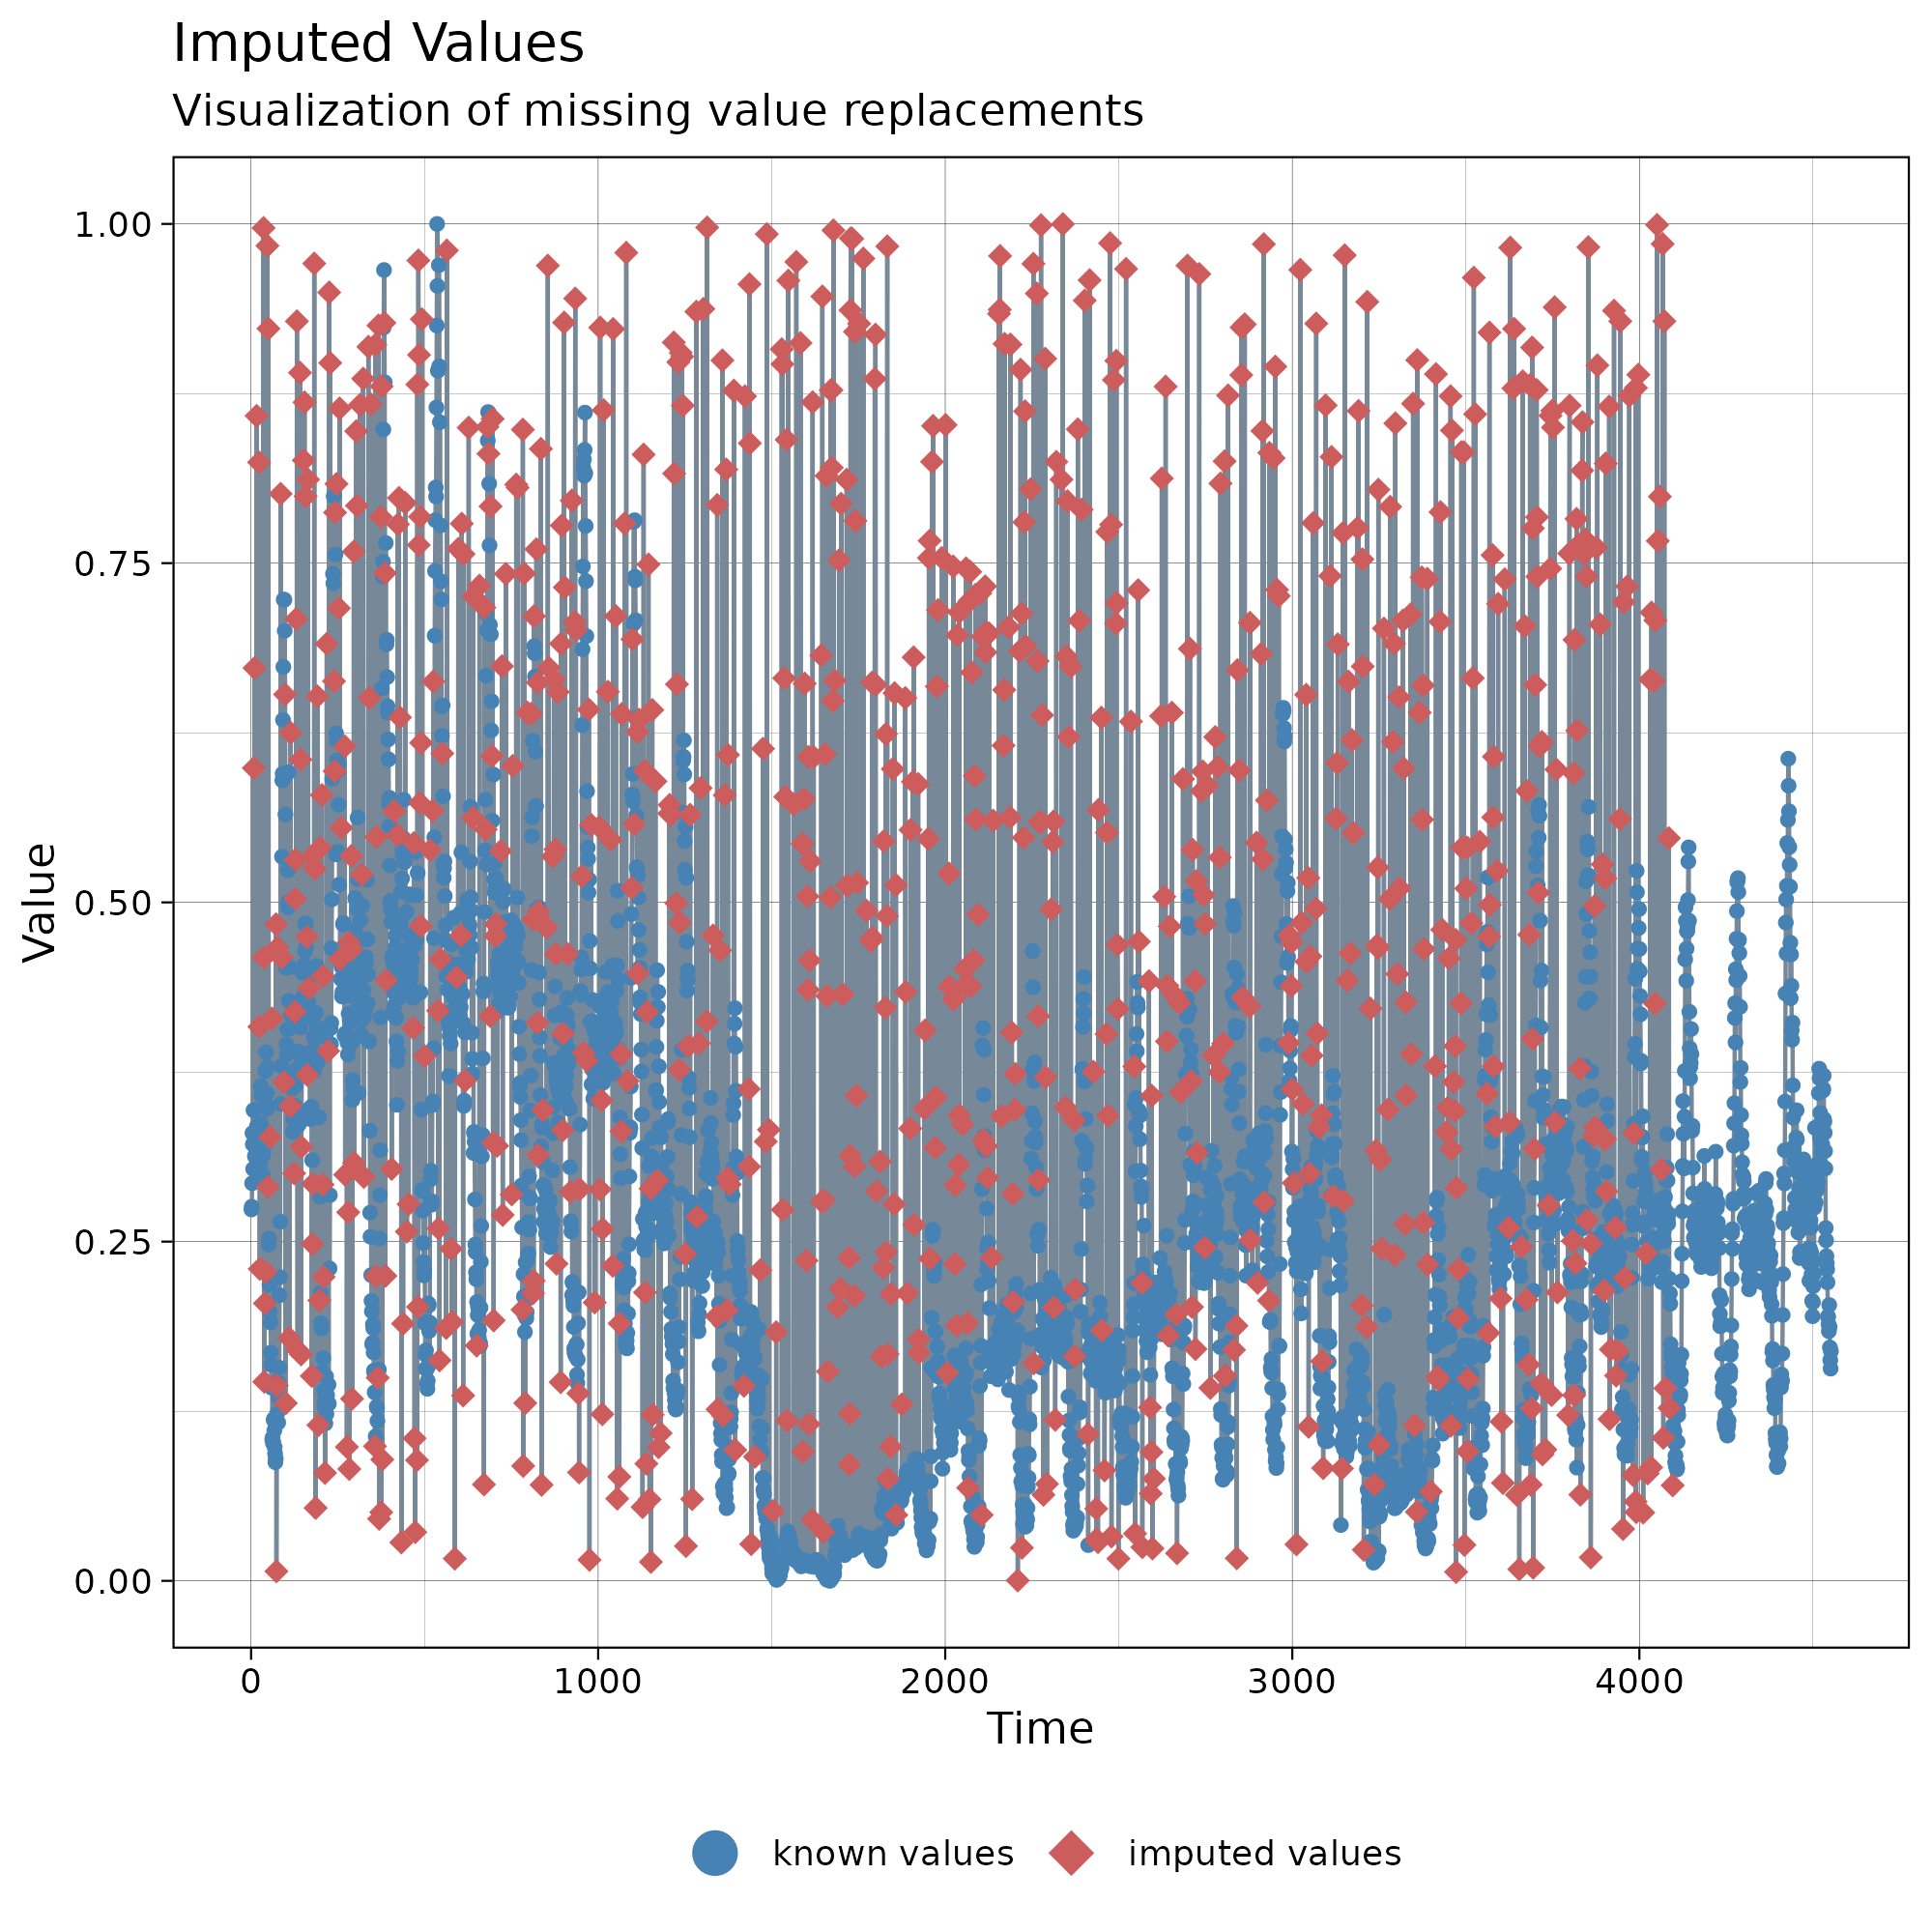 Imputed Values
Visualization of missing value replacements
1.00
0.75
0.50
0.25
0.00
Value
0 1000 2000 3000 4000
Time
known values imputed values